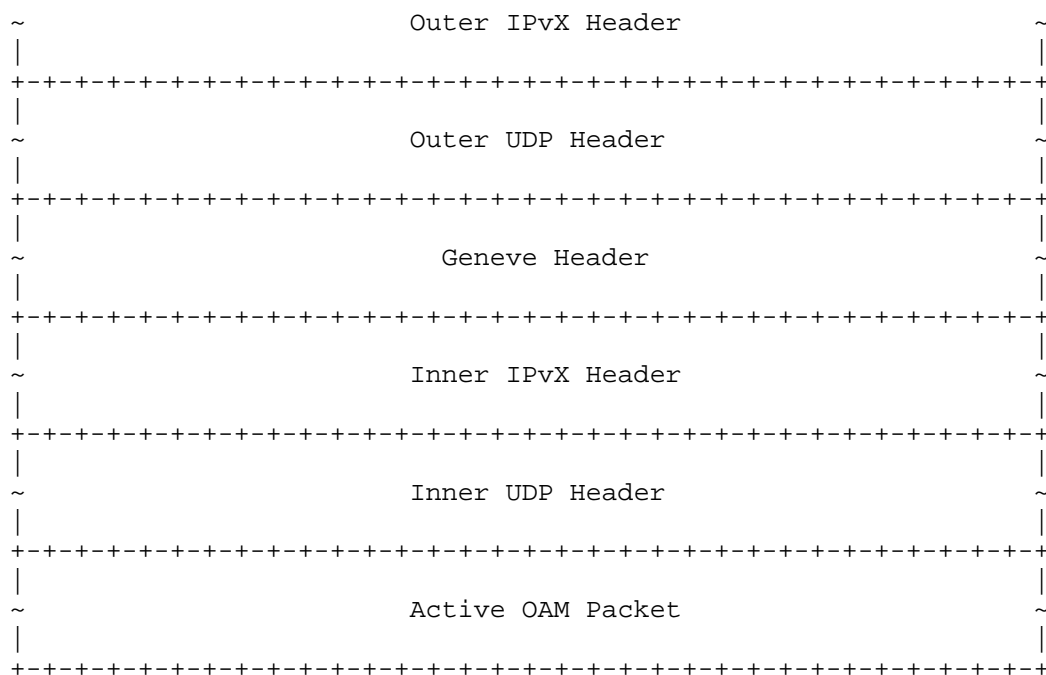 ~                         Outer IPvX Header                     ~
|                                                               |
+-+-+-+-+-+-+-+-+-+-+-+-+-+-+-+-+-+-+-+-+-+-+-+-+-+-+-+-+-+-+-+-+
|                                                               |
~                         Outer UDP Header                      ~
|                                                               |
+-+-+-+-+-+-+-+-+-+-+-+-+-+-+-+-+-+-+-+-+-+-+-+-+-+-+-+-+-+-+-+-+
|                                                               |
~                           Geneve Header                       ~
|                                                               |
+-+-+-+-+-+-+-+-+-+-+-+-+-+-+-+-+-+-+-+-+-+-+-+-+-+-+-+-+-+-+-+-+
|                                                               |
~                         Inner IPvX Header                     ~
|                                                               |
+-+-+-+-+-+-+-+-+-+-+-+-+-+-+-+-+-+-+-+-+-+-+-+-+-+-+-+-+-+-+-+-+
|                                                               |
~                         Inner UDP Header                      ~
|                                                               |
+-+-+-+-+-+-+-+-+-+-+-+-+-+-+-+-+-+-+-+-+-+-+-+-+-+-+-+-+-+-+-+-+
|                                                               |
~                         Active OAM Packet                     ~
|                                                               |
+-+-+-+-+-+-+-+-+-+-+-+-+-+-+-+-+-+-+-+-+-+-+-+-+-+-+-+-+-+-+-+-+